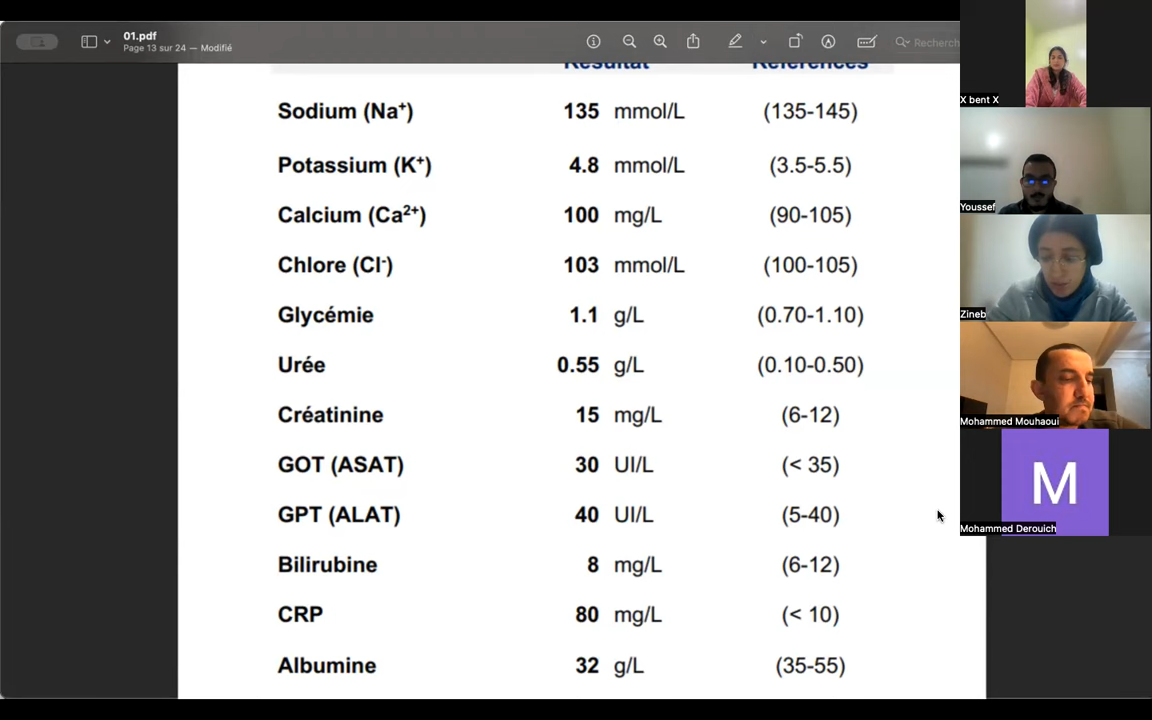 01.pdf
Page 13 sur 24 — Modifié
Recherch
Résultat Références
Sodium (Na⁺) 135 mmol/L (135-145)
Potassium (K⁺) 4.8 mmol/L (3.5-5.5)
Calcium (Ca²⁺) 100 mg/L (90-105)
Chlore (Cl⁻) 103 mmol/L (100-105)
Glycémie 1.1 g/L (0.70-1.10)
Urée 0.55 g/L (0.10-0.50)
Créatinine 15 mg/L (6-12)
GOT (ASAT) 30 UI/L (< 35)
GPT (ALAT) 40 UI/L (5-40)
Bilirubine 8 mg/L (6-12)
CRP 80 mg/L (< 10)
Albumine 32 g/L (35-55)
X bent X
Youssef
Zineb
Mohammed Mouhaoui
M
Mohammed Derouich